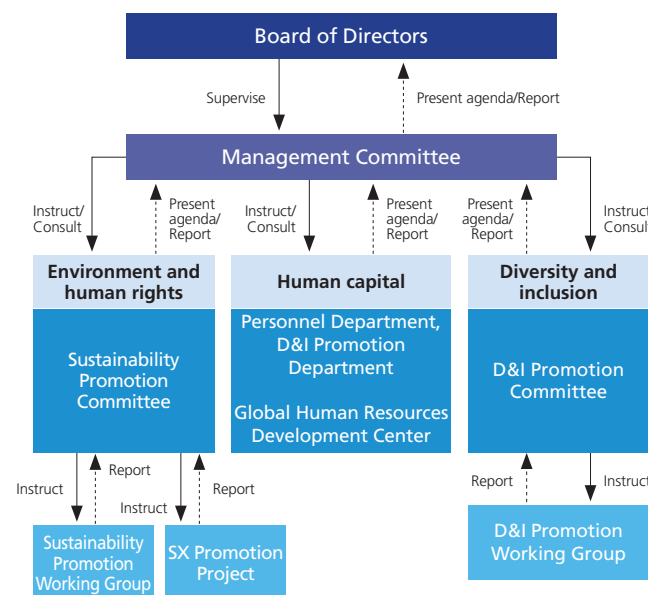 Board of Directors
Supervise
Present agenda/Report
Management Committee
Instruct/
Consult
Present
agenda/
Report
Instruct/
Consult
Present
agenda/
Report
Present
agenda/
Report
Instruct/
Consult
Environment and
human rights
Human capital
Diversity and
inclusion
Sustainability
Promotion
Committee
Personnel Department,
D&I Promotion
Department
Global Human Resources
Development Center
D&I Promotion
Committee
Instruct
Report
Instruct
Report
Report
Instruct
Sustainability
Promotion
Working Group
SX Promotion
Project
D&I Promotion
Working Group